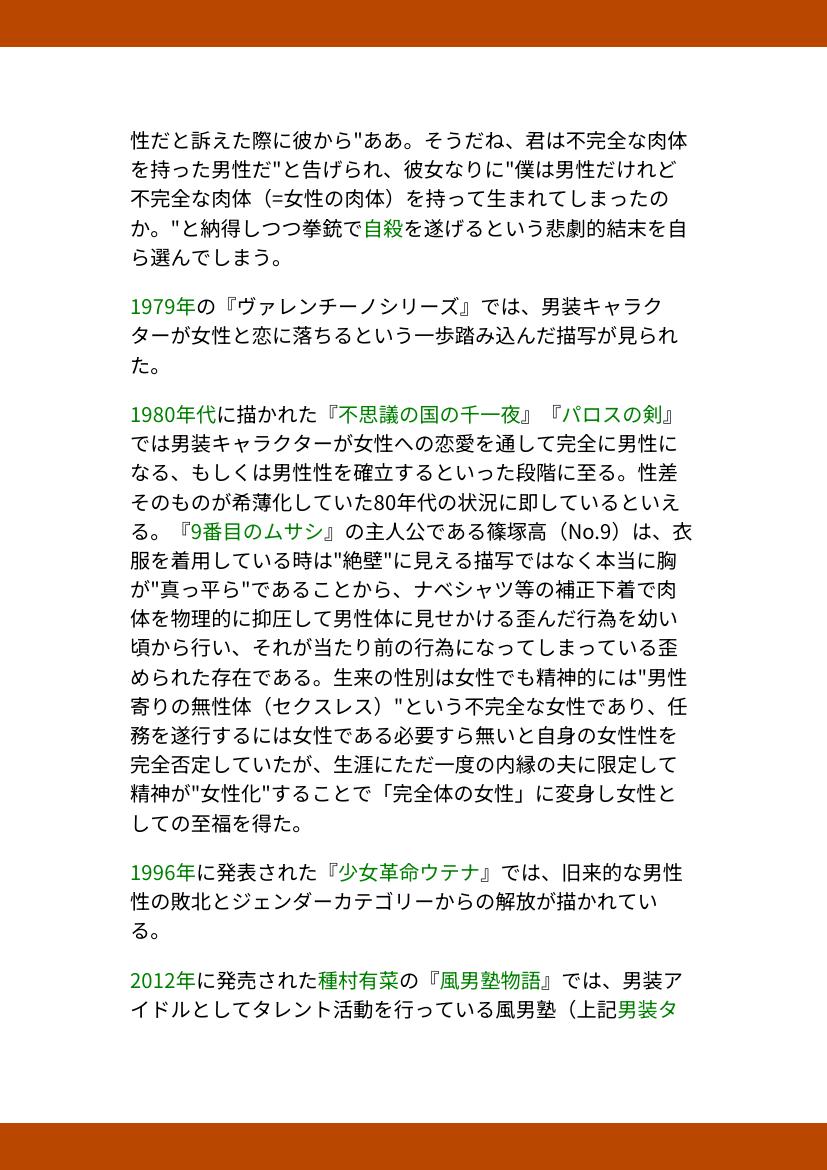 性だと訴えた際に彼から"ああ。そうだね、君は不完全な肉体
を持った男性だ"と告げられ、彼女なりに"僕は男性だけれど
不完全な肉体（=女性の肉体）を持って生まれてしまったの
か。"と納得しつつ拳銃で自殺を遂げるという悲劇的結末を自
ら選んでしまう。
1979年の『ヴァレンチーノシリーズ』では、男装キャラク
ターが女性と恋に落ちるという一歩踏み込んだ描写が見られ
た。
1980年代に描かれた『不思議の国の千一夜』『パロスの剣』
では男装キャラクターが女性への恋愛を通して完全に男性に
なる、もしくは男性性を確立するといった段階に至る。性差
そのものが希薄化していた80年代の状況に即しているといえ
る。『9番目のムサシ』の主人公である篠塚高（No.9）は、衣
服を着用している時は"絶壁"に見える描写ではなく本当に胸
が"真っ平ら"であることから、ナベシャツ等の補正下着で肉
体を物理的に抑圧して男性体に見せかける歪んだ行為を幼い
頃から行い、それが当たり前の行為になってしまっている歪
められた存在である。生来の性別は女性でも精神的には"男性
寄りの無性体（セクスレス）"という不完全な女性であり、任
務を遂行するには女性である必要すら無いと自身の女性性を
完全否定していたが、生涯にただ一度の内縁の夫に限定して
精神が"女性化"することで「完全体の女性」に変身し女性と
しての至福を得た。
1996年に発表された『少女革命ウテナ』では、旧来的な男性
性の敗北とジェンダーカテゴリーからの解放が描かれてい
る。
2012年に発売された種村有菜の『風男塾物語』では、男装ア
イドルとしてタレント活動を行っている風男塾（上記男装タ